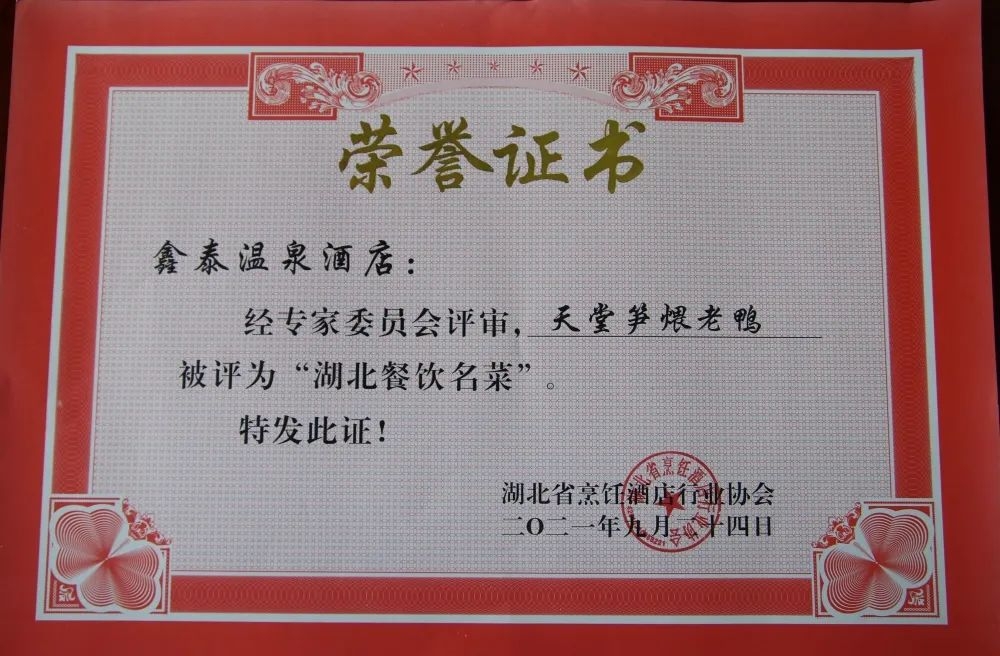 荣誉证书
鑫泰温泉酒店：
经专家委员会评审，天堂笋煨老鸭
被评为“湖北餐饮名菜”。
特发此证！
湖北省烹饪酒店行业协会
二〇二一年九月二十四日